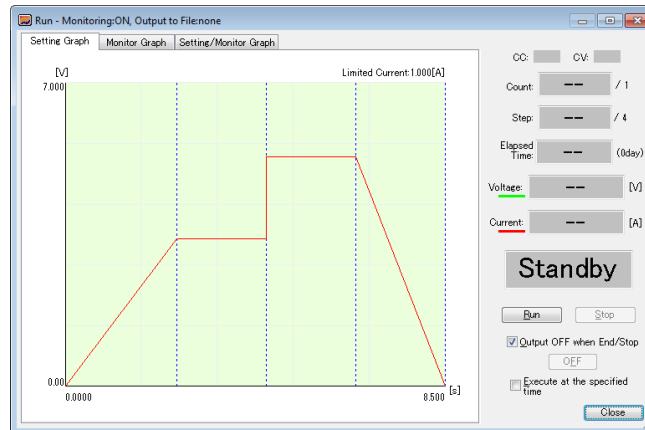 Run - Monitoring:ON, Output to File:none
Setting Graph Monitor Graph Setting/Monitor Graph
[V] Limited Current:1.000[A]
7.000
0.00
0.0000 8.500 [s]
CC: CV:
Count: -- / 1
Step: -- / 4
Elapsed
Time: -- (0day)
Voltage: -- [V]
Current: -- [A]
Standby
Run Stop
Output OFF when End/Stop
OFF
Execute at the specified
time
Close